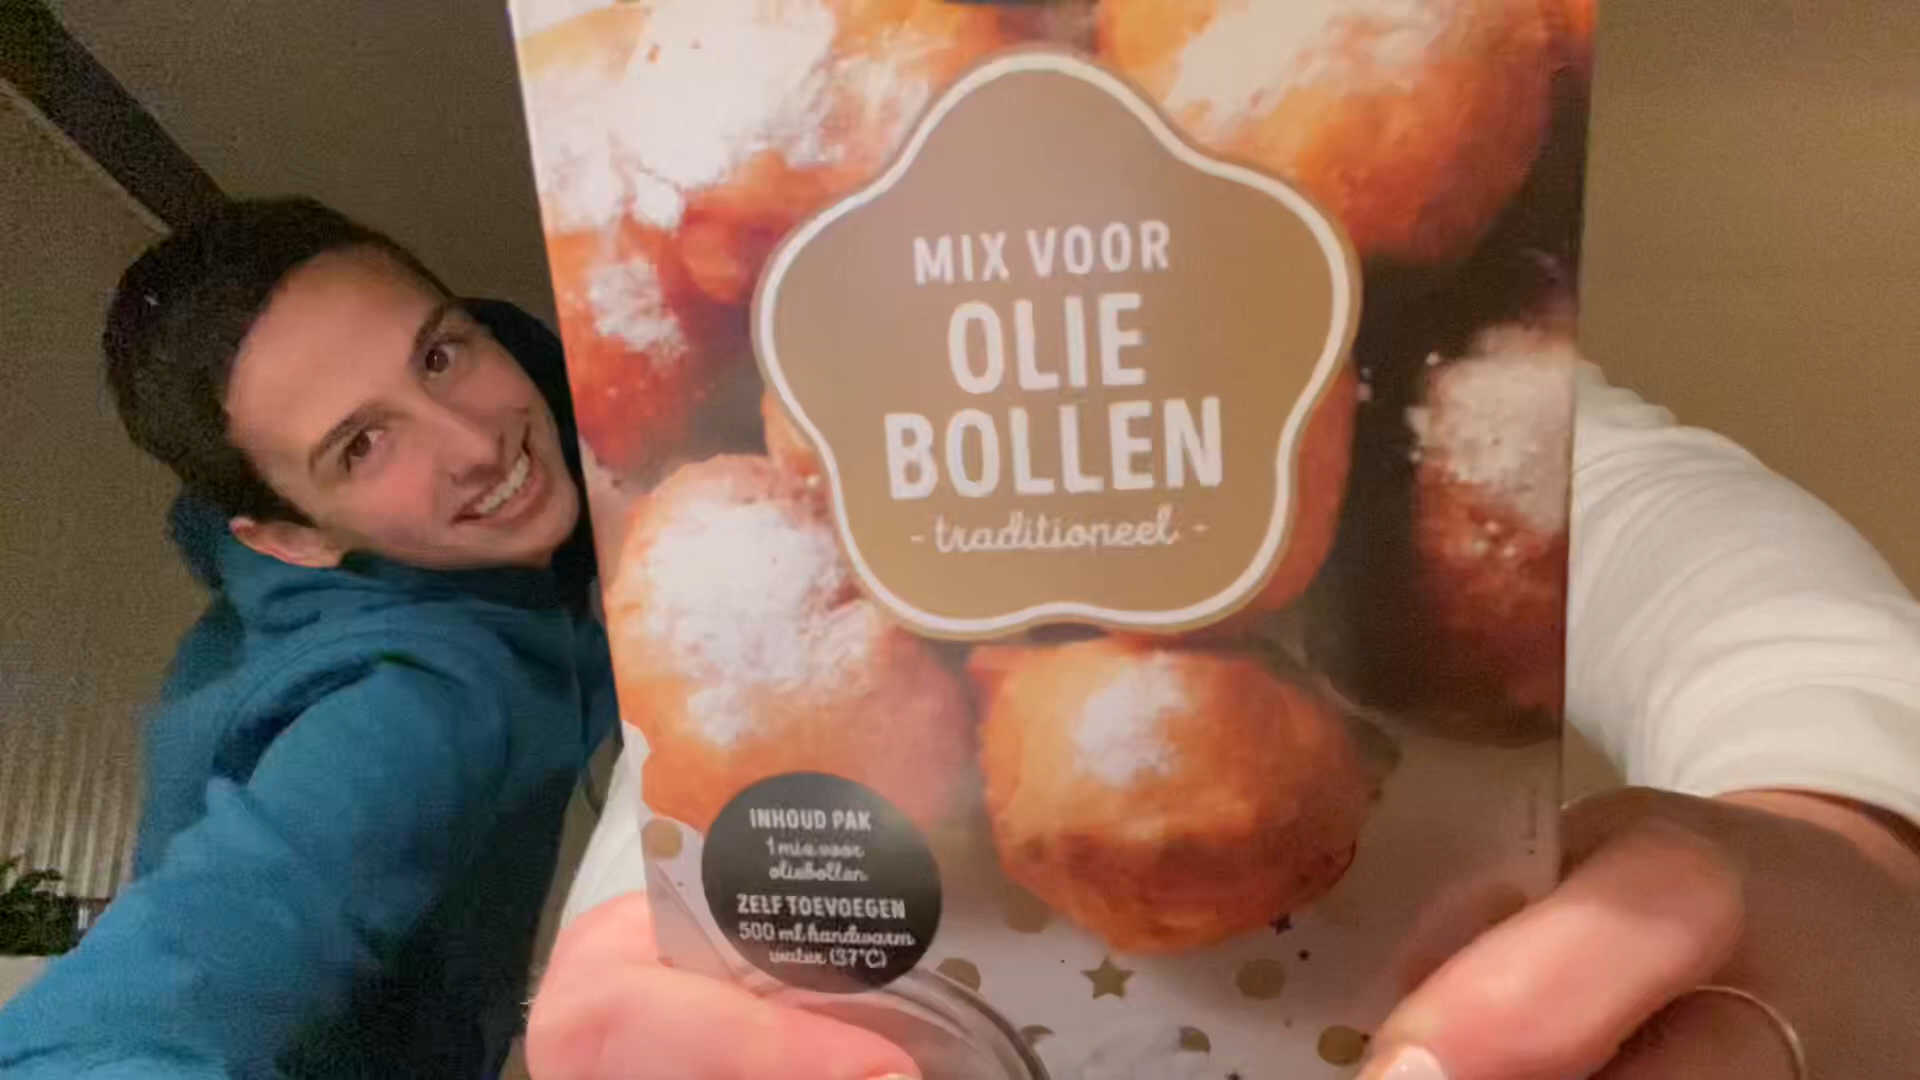 MIX VOOR
OLIE
BOLLEN
- traditioneel -
INHOUD PAK
1 mix voor
oliebollen
ZELF TOEVOEGEN
500 ml handwarm
water (37°C)